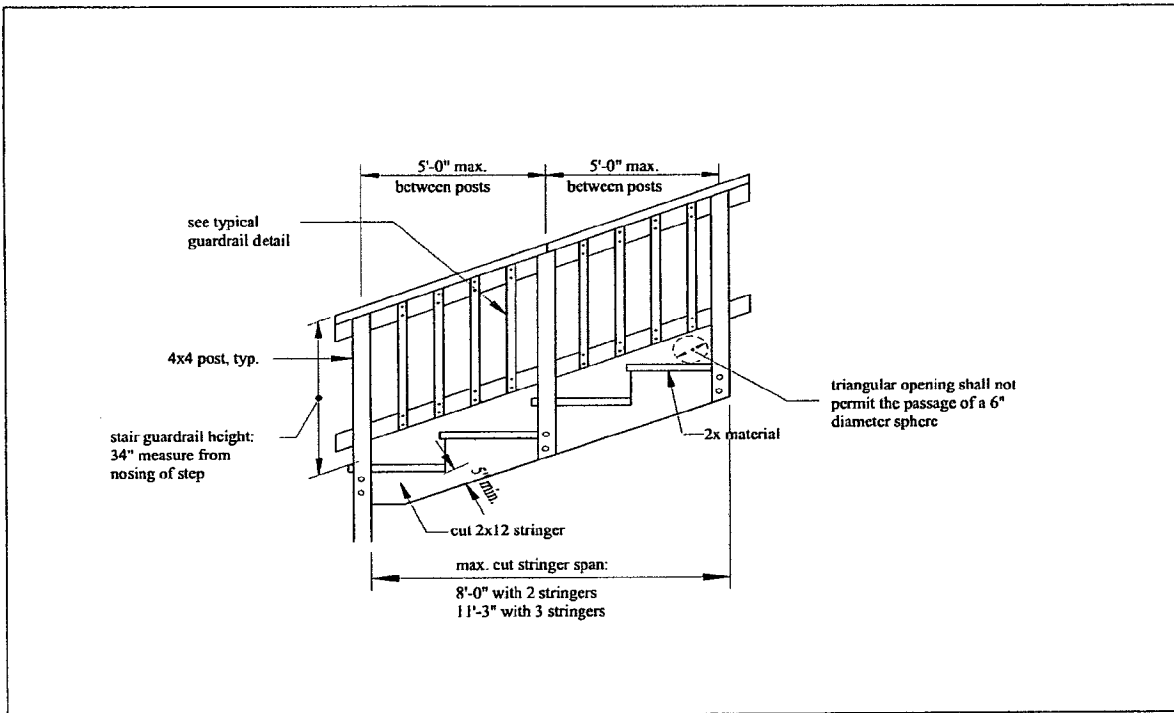 5'-0" max.
between posts
5'-0" max.
between posts
see typical
guardrail detail
4x4 post, typ.
stair guardrail height:
34" measure from
nosing of step
5" min.
2x material
triangular opening shall not
permit the passage of a 6"
diameter sphere
cut 2x12 stringer
max. cut stringer span:
8'-0" with 2 stringers
11'-3" with 3 stringers